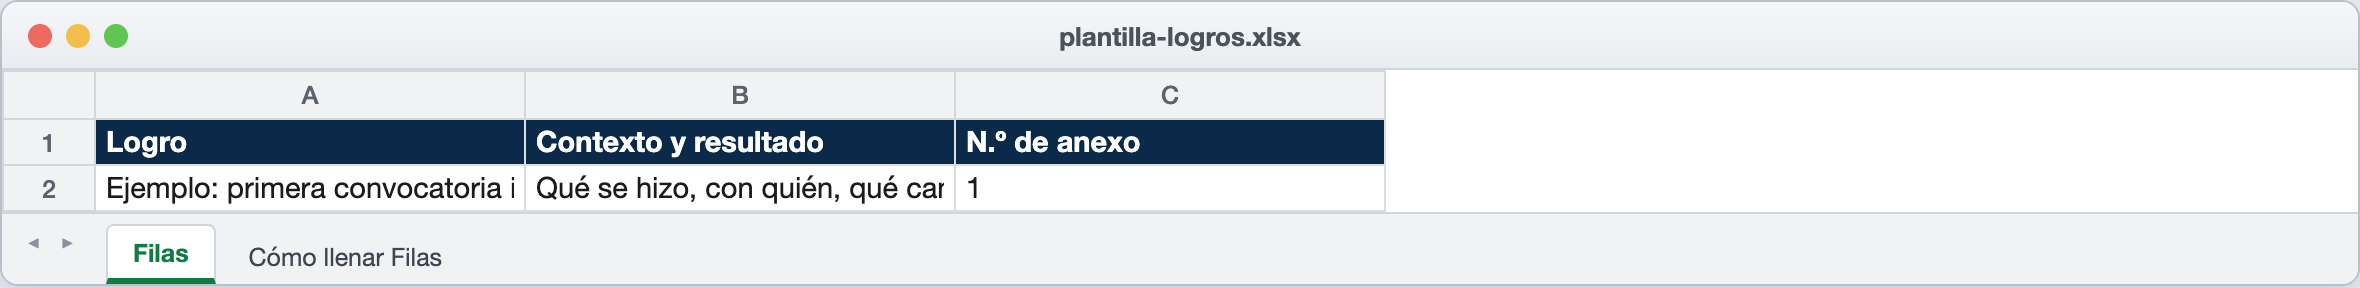 plantilla-logros.xlsx
A B C
1 Logro Contexto y resultado N.º de anexo
2 Ejemplo: primera convocatoria Qué se hizo, con quién, qué 1
Filas Cómo llenar Filas